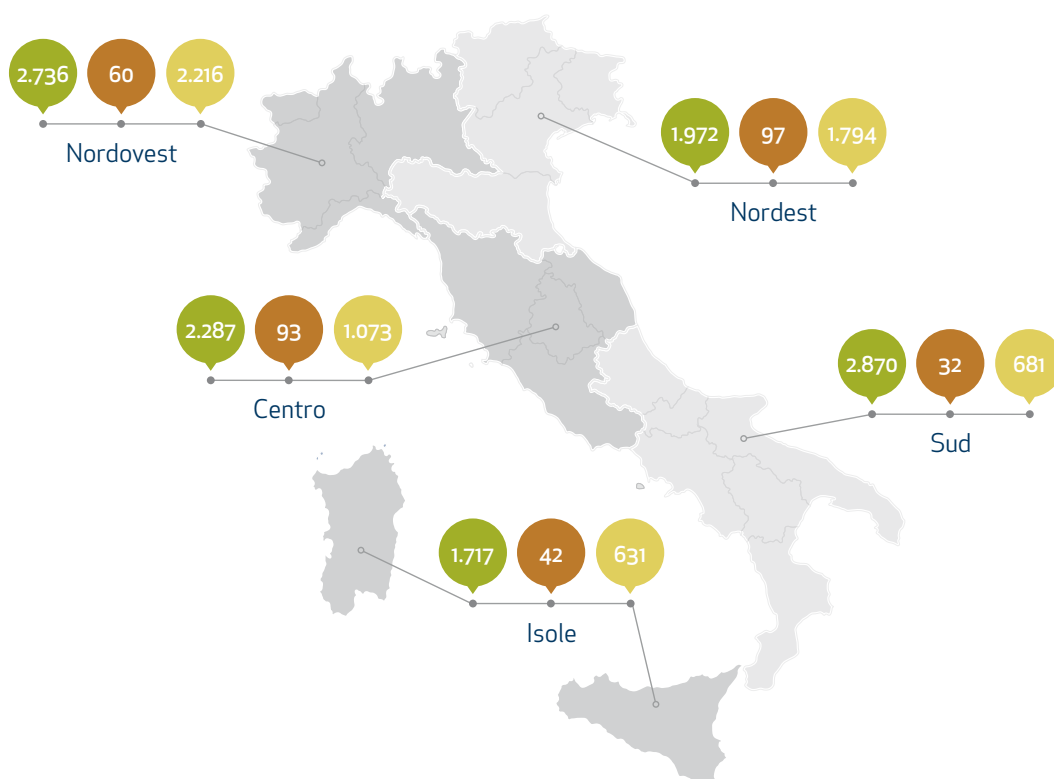 2.736 60 2.216
Nordovest
1.972 97 1.794
Nordest
2.287 93 1.073
Centro
2.870 32 681
Sud
1.717 42 631
Isole